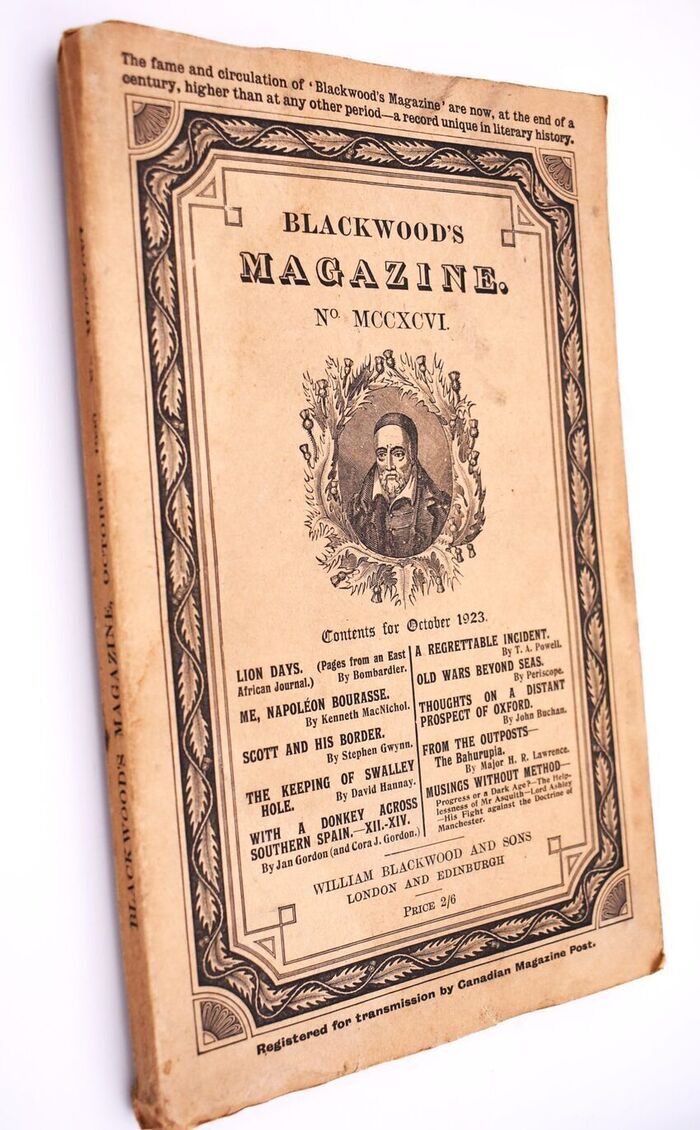 The fame and circulation of 'Blackwood's Magazine' are now, at the end of a
century, higher than at any other period—a record unique in literary history.
BLACKWOOD'S
MAGAZINE.
No. MCCXCVI.
Contents for October 1923.
LION DAYS. (Pages from an East
African Journal.) By Bombardier.
ME, NAPOLÉON BOURASSE.
By Kenneth MacNichol.
SCOTT AND HIS BORDER.
By Stephen Gwynn.
THE KEEPING OF SWALLEY
HOLE. By David Hannay.
WITH A DONKEY ACROSS
SOUTHERN SPAIN.—XII.-XIV.
By Jan Gordon (and Cora J. Gordon.)
A REGRETTABLE INCIDENT.
By T. A. Powell.
OLD WARS BEYOND SEAS.
By Periscope.
THOUGHTS ON A DISTANT
PROSPECT OF OXFORD.
By John Buchan.
FROM THE OUTPOSTS—
The Bahurupia.
By Major H. R. Lawrence.
MUSINGS WITHOUT METHOD—
Progress or a Dark Age?—The Help-
lessness of Mr Asquith—Lord Ashley
—His Fight against the Doctrine of
Manchester.
WILLIAM BLACKWOOD AND SONS
LONDON AND EDINBURGH
PRICE 2/6
Registered for transmission by Canadian Magazine Post.
BLACKWOOD'S MAGAZINE, OCTOBER